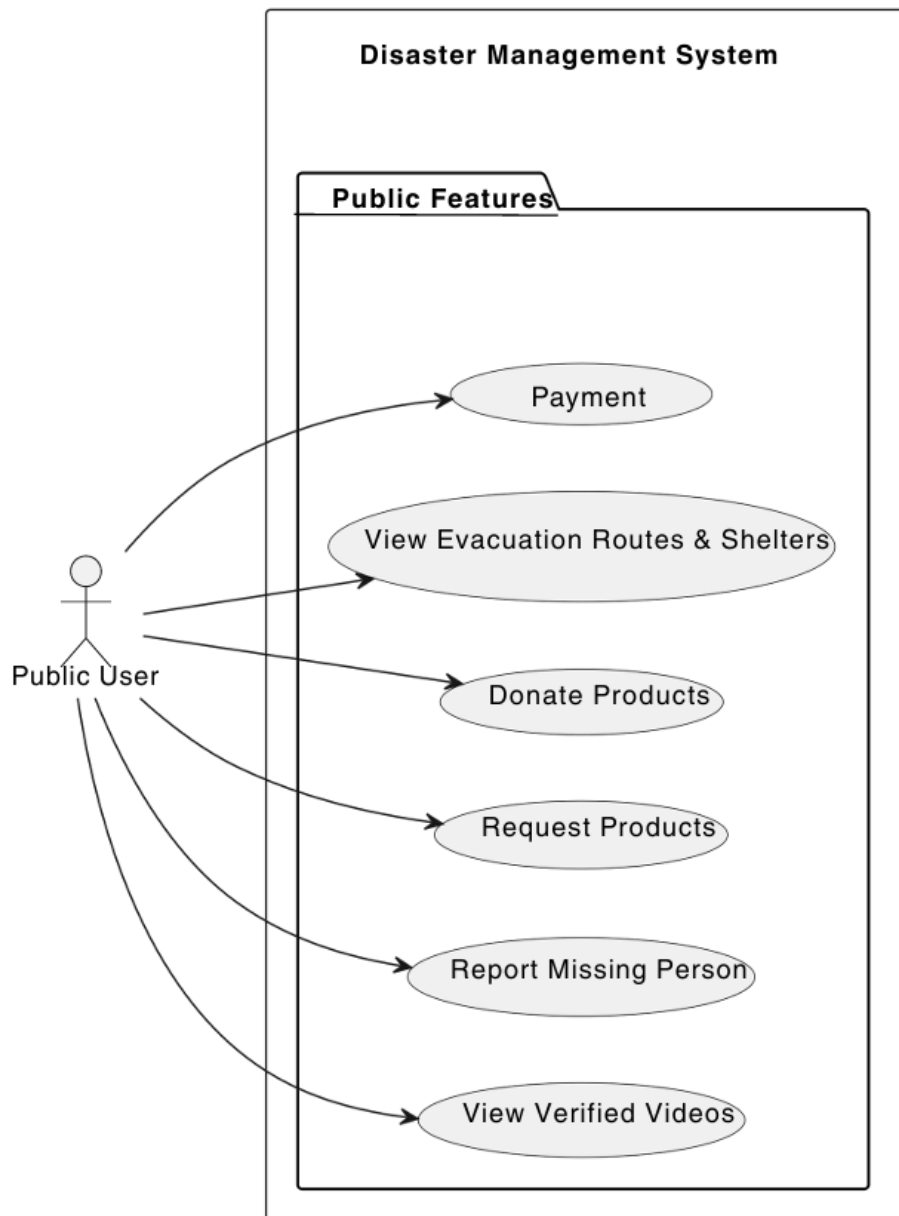 Disaster Management System
Public Features
Payment
View Evacuation Routes & Shelters
Donate Products
Public User
Request Products
Report Missing Person
View Verified Videos